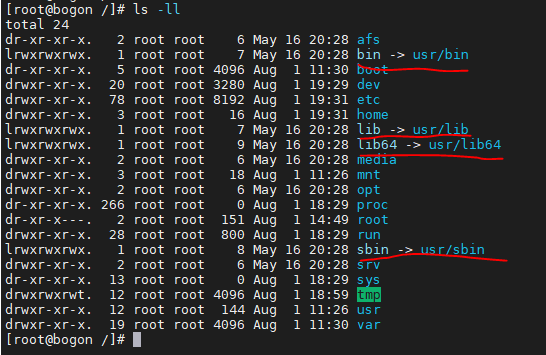 [root@bogon /]# ls -ll
total 24
dr-xr-xr-x.   2 root root    6 May 16 20:28 afs
lrwxrwxrwx.   1 root root    7 May 16 20:28 bin -> usr/bin
dr-xr-xr-x.   5 root root 4096 Aug  1 11:30 boot
drwxr-xr-x.  20 root root 3280 Aug  1 19:29 dev
drwxr-xr-x.  78 root root 8192 Aug  1 19:31 etc
drwxr-xr-x.   3 root root   16 Aug  1 19:31 home
lrwxrwxrwx.   1 root root    7 May 16 20:28 lib -> usr/lib
lrwxrwxrwx.   1 root root    9 May 16 20:28 lib64 -> usr/lib64
drwxr-xr-x.   2 root root    6 May 16 20:28 media
drwxr-xr-x.   3 root root   18 Aug  1 11:26 mnt
drwxr-xr-x.   2 root root    6 May 16 20:28 opt
dr-xr-xr-x. 266 root root    0 Aug  1 18:29 proc
dr-xr-x---.   2 root root  151 Aug  1 14:49 root
drwxr-xr-x.  28 root root  800 Aug  1 18:29 run
lrwxrwxrwx.   1 root root    8 May 16 20:28 sbin -> usr/sbin
drwxr-xr-x.   2 root root    6 May 16 20:28 srv
dr-xr-xr-x.  13 root root    0 Aug  1 18:29 sys
drwxrwxrwt.  12 root root 4096 Aug  1 18:59 tmp
drwxr-xr-x.  12 root root  144 Aug  1 11:26 usr
drwxr-xr-x.  19 root root 4096 Aug  1 11:30 var
[root@bogon /]#